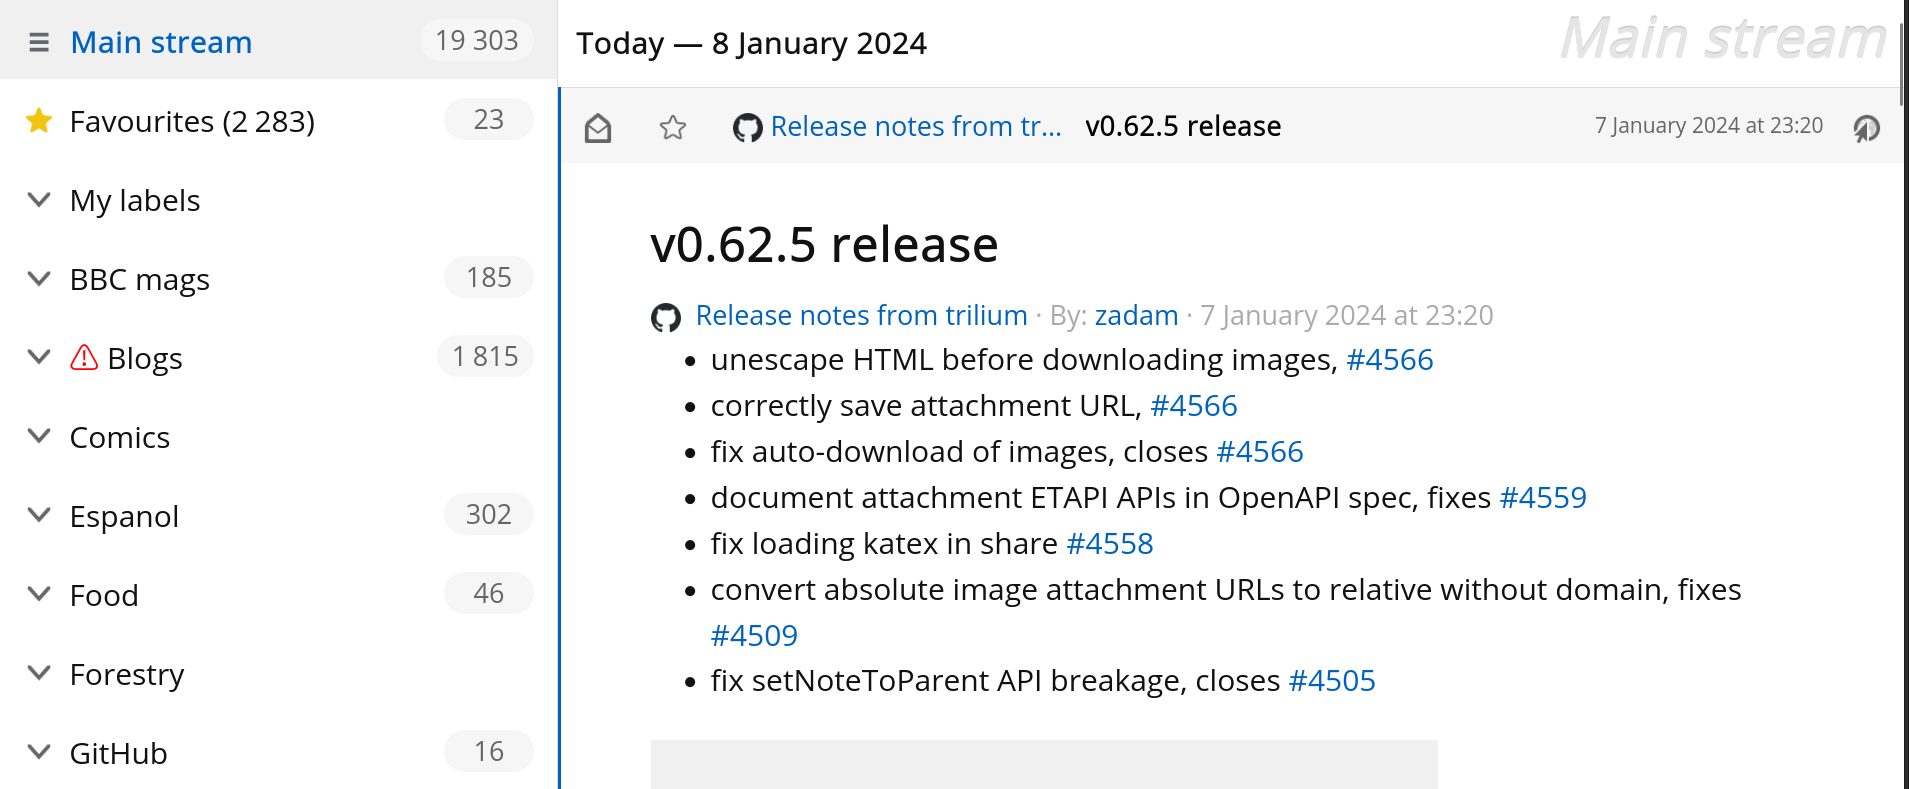 Main stream 19 303
Favourites (2 283) 23
My labels
BBC mags 185
Blogs 1 815
Comics
Espanol 302
Food 46
Forestry
GitHub 16
Today — 8 January 2024
Main stream
Release notes from tr... v0.62.5 release 7 January 2024 at 23:20
v0.62.5 release
Release notes from trilium · By: zadam · 7 January 2024 at 23:20
• unescape HTML before downloading images, #4566
• correctly save attachment URL, #4566
• fix auto-download of images, closes #4566
• document attachment ETAPI APIs in OpenAPI spec, fixes #4559
• fix loading katex in share #4558
• convert absolute image attachment URLs to relative without domain, fixes
#4509
• fix setNoteToParent API breakage, closes #4505